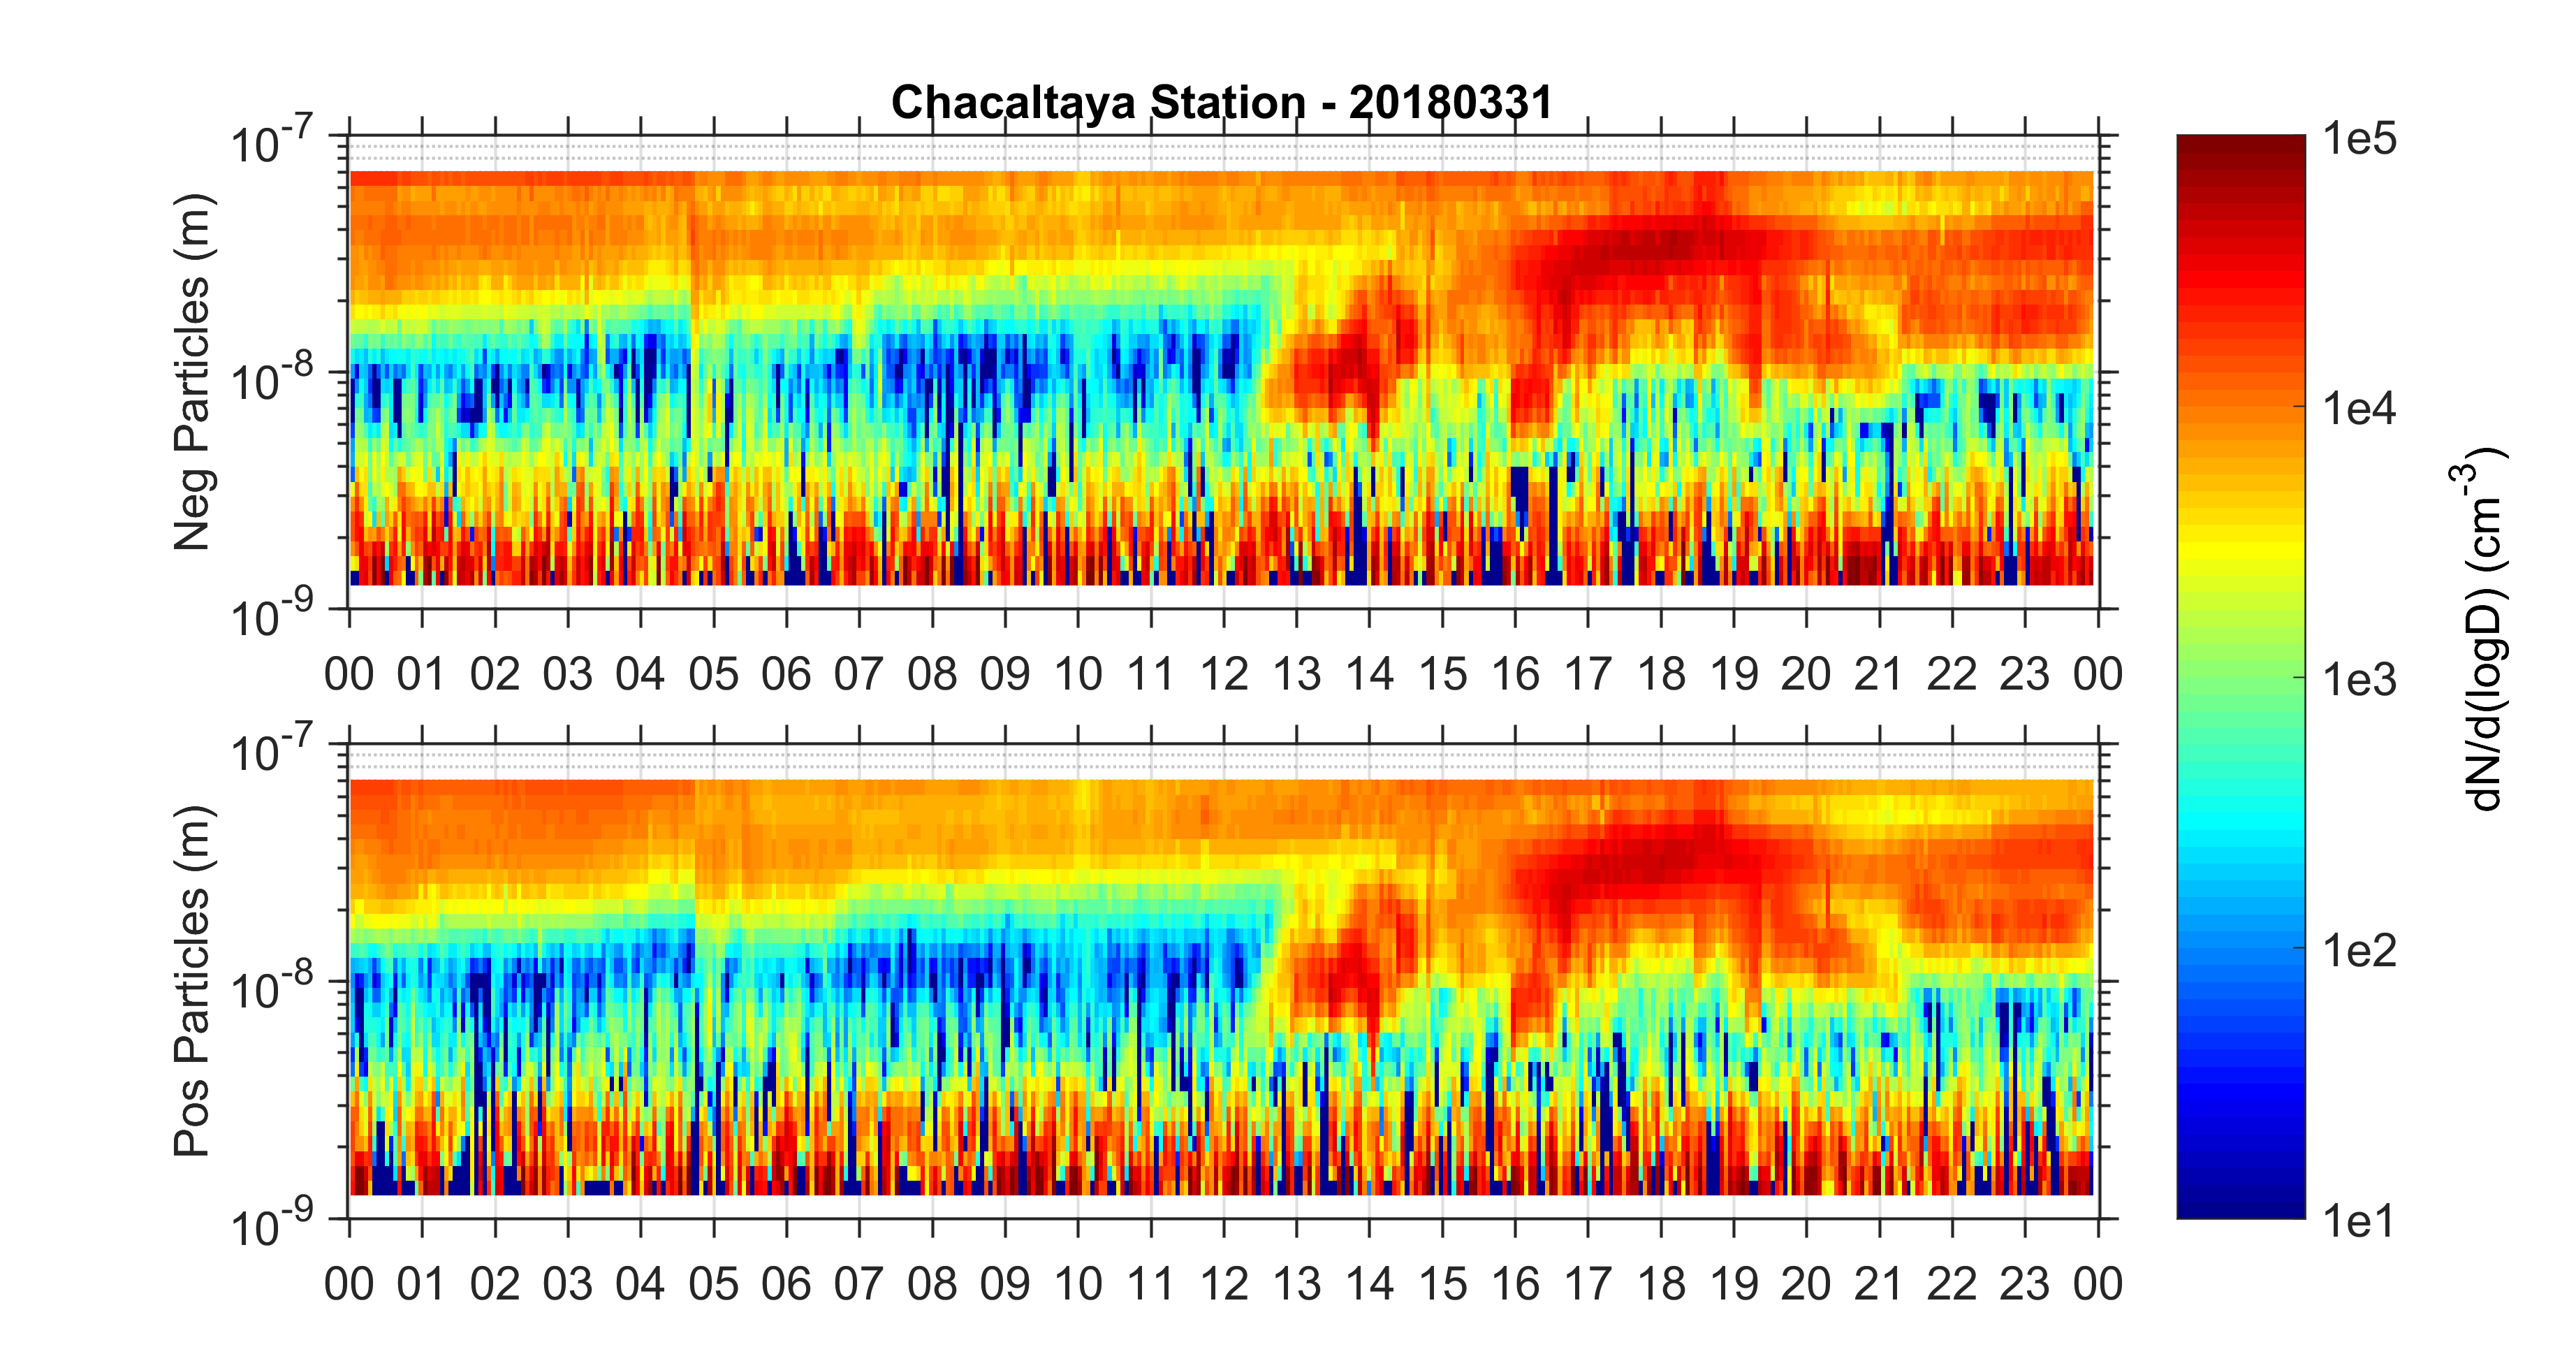 Chacaltaya Station - 20180331
Neg Particles (m)
10^-7
10^-8
10^-9
00 01 02 03 04 05 06 07 08 09 10 11 12 13 14 15 16 17 18 19 20 21 22 23 00
Pos Particles (m)
10^-7
10^-8
10^-9
00 01 02 03 04 05 06 07 08 09 10 11 12 13 14 15 16 17 18 19 20 21 22 23 00
1e5
1e4
1e3
1e2
1e1
dN/d(logD) (cm^-3)